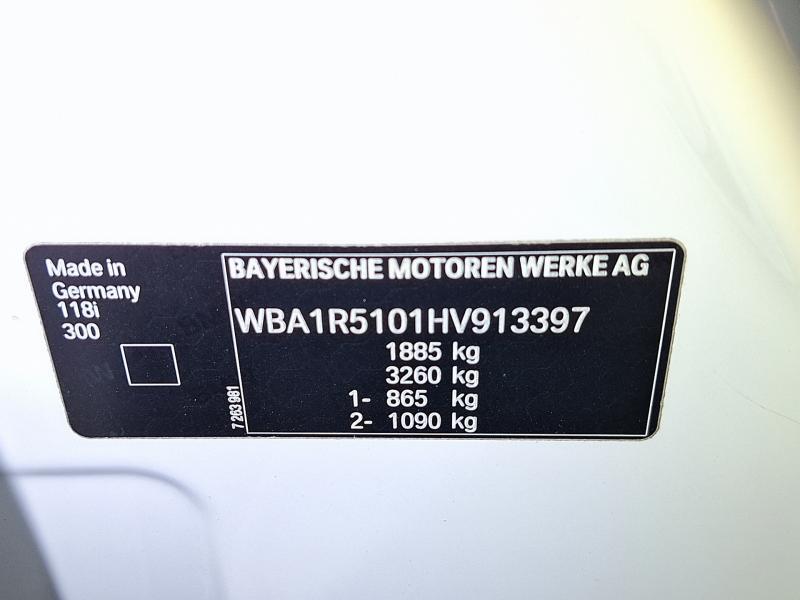 Made in
Germany
118i
300
7 263 981
BAYERISCHE MOTOREN WERKE AG
WBA1R5101HV913397
1885 kg
3260 kg
1- 865 kg
2- 1090 kg